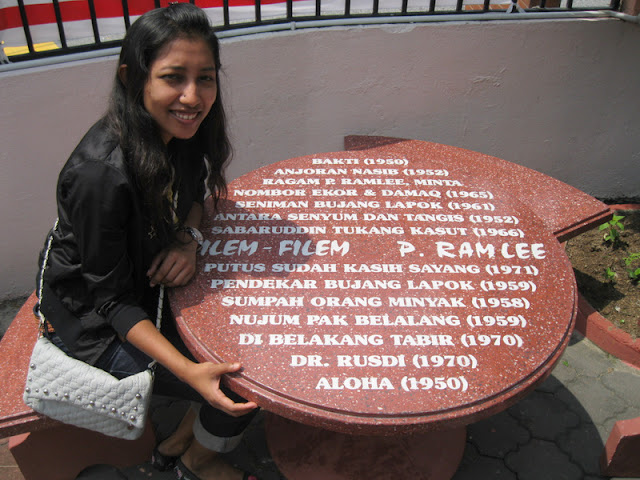 BAKTI (1950)
ANJORAN NASIB (1952)
RAGAM P. RAMLEE, MINTA
NOMBOR EKOR & DAMAQ (1965)
SENIMAN BUJANG LAPOK (1961)
ANTARA SENYUM DAN TANGIS (1952)
SABARUDDIN TUKANG KASUT (1966)
FILEM - FILEM P. RAMLEE
PUTUS SUDAH KASIH SAYANG (1971)
PENDEKAR BUJANG LAPOK (1959)
SUMPAH ORANG MINYAK (1958)
NUJUM PAK BELALANG (1959)
DI BELAKANG TABIR (1970)
DR. RUSDI (1970)
ALOHA (1950)